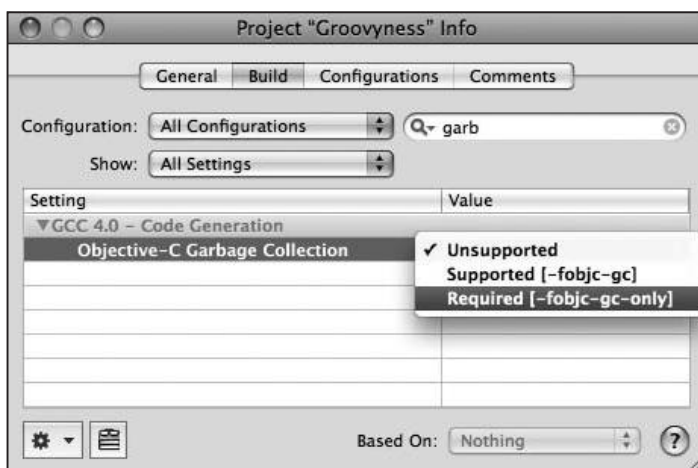 Project “Groovyness” Info
General Build Configurations Comments
Configuration: All Configurations garb
Show: All Settings
Setting Value
▼GCC 4.0 – Code Generation
Objective-C Garbage Collection ✓ Unsupported
Supported [-fobjc-gc]
Required [-fobjc-gc-only]
Based On: Nothing ?